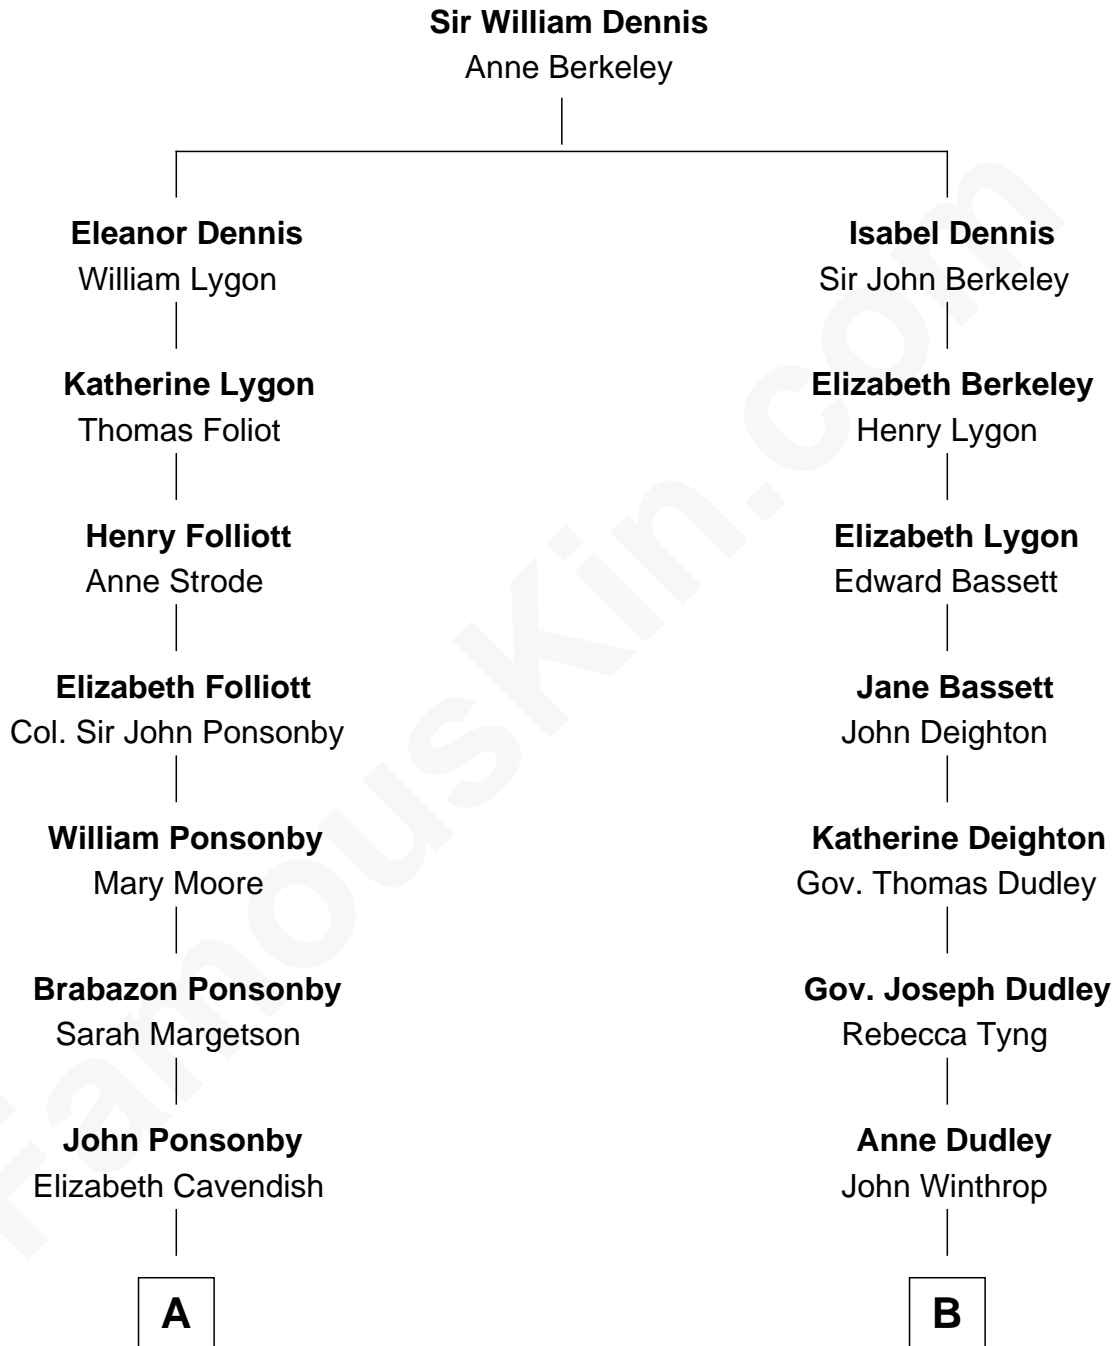 Sir William Dennis
Anne Berkeley
Eleanor Dennis
William Lygon
Isabel Dennis
Sir John Berkeley
Katherine Lygon
Thomas Foliot
Elizabeth Berkeley
Henry Lygon
Henry Folliott
Anne Strode
Elizabeth Lygon
Edward Bassett
Elizabeth Folliott
Col. Sir John Ponsonby
Jane Bassett
John Deighton
William Ponsonby
Mary Moore
Katherine Deighton
Gov. Thomas Dudley
Brabazon Ponsonby
Sarah Margetson
Gov. Joseph Dudley
Rebecca Tyng
John Ponsonby
Elizabeth Cavendish
Anne Dudley
John Winthrop
A
B
FamousKin.com